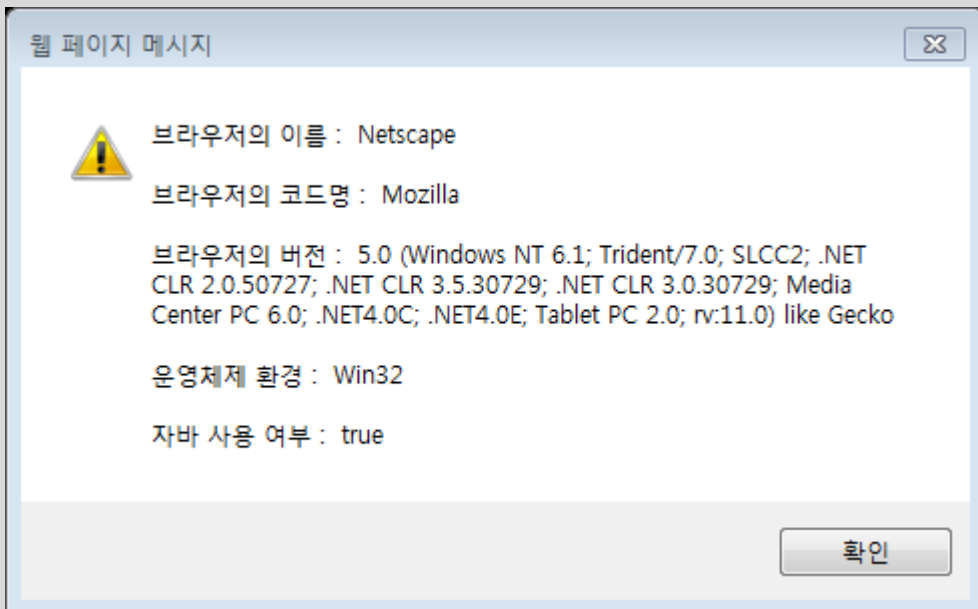 웹 페이지 메시지
브라우저의 이름 :  Netscape
브라우저의 코드명 :  Mozilla
브라우저의 버전 :  5.0 (Windows NT 6.1; Trident/7.0; SLCC2; .NET
CLR 2.0.50727; .NET CLR 3.5.30729; .NET CLR 3.0.30729; Media
Center PC 6.0; .NET4.0C; .NET4.0E; Tablet PC 2.0; rv:11.0) like Gecko
운영체제 환경 :  Win32
자바 사용 여부 :  true
확인